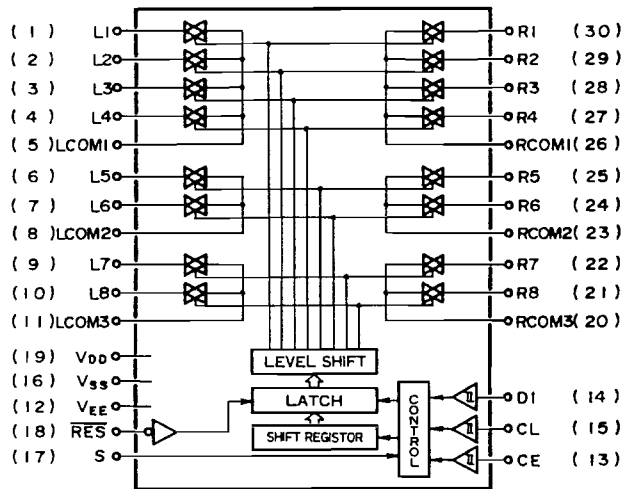 (1) L1 R1 (30)
(2) L2 R2 (29)
(3) L3 R3 (28)
(4) L4 R4 (27)
(5) LCOM1 RCOM1 (26)
(6) L5 R5 (25)
(7) L6 R6 (24)
(8) LCOM2 RCOM2 (23)
(9) L7 R7 (22)
(10) L8 R8 (21)
(11) LCOM3 RCOM3 (20)
(19) VDD LEVEL SHIFT
(16) VSS
(12) VEE LATCH DI (14)
(18) RES SHIFT REGISTOR CONTROL CL (15)
(17) S CE (13)